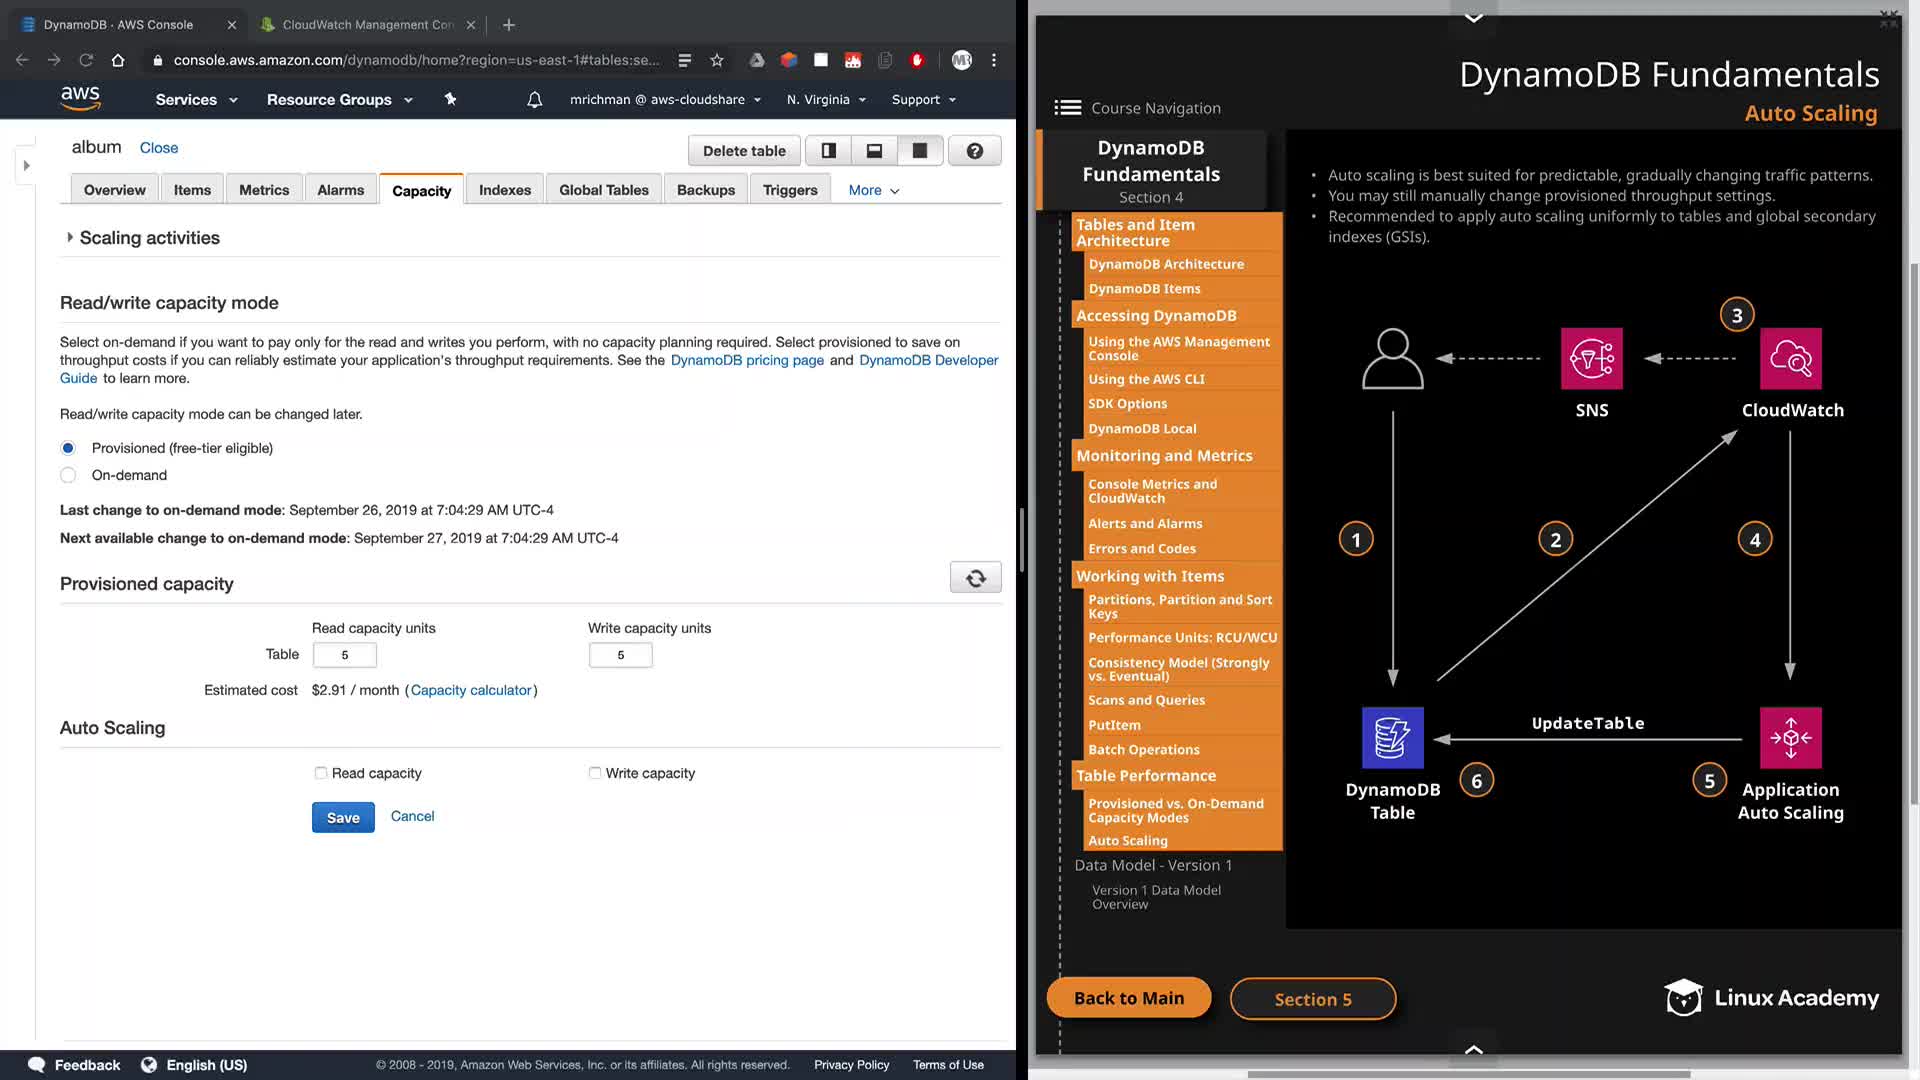 DynamoDB · AWS Console
CloudWatch Management Con
console.aws.amazon.com/dynamodb/home?region=us-east-1#tables:se...
aws
Services
Resource Groups
mrichman @ aws-cloudshare
N. Virginia
Support
album
Close
Delete table
Overview
Items
Metrics
Alarms
Capacity
Indexes
Global Tables
Backups
Triggers
More
Scaling activities
Read/write capacity mode
Select on-demand if you want to pay only for the read and writes you perform, with no capacity planning required. Select provisioned to save on
throughput costs if you can reliably estimate your application's throughput requirements. See the DynamoDB pricing page and DynamoDB Developer
Guide to learn more.
Read/write capacity mode can be changed later.
Provisioned (free-tier eligible)
On-demand
Last change to on-demand mode: September 26, 2019 at 7:04:29 AM UTC-4
Next available change to on-demand mode: September 27, 2019 at 7:04:29 AM UTC-4
Provisioned capacity
Read capacity units
Write capacity units
Table
5
5
Estimated cost
$2.91 / month (Capacity calculator)
Auto Scaling
Read capacity
Write capacity
Save
Cancel
Feedback
English (US)
© 2008 - 2019, Amazon Web Services, Inc. or its affiliates. All rights reserved.
Privacy Policy
Terms of Use
DynamoDB Fundamentals
Auto Scaling
Course Navigation
DynamoDB
Fundamentals
Section 4
Tables and Item
Architecture
DynamoDB Architecture
DynamoDB Items
Accessing DynamoDB
Using the AWS Management
Console
Using the AWS CLI
SDK Options
DynamoDB Local
Monitoring and Metrics
Console Metrics and
CloudWatch
Alerts and Alarms
Errors and Codes
Working with Items
Partitions, Partition and Sort
Keys
Performance Units: RCU/WCU
Consistency Model (Strongly
vs. Eventual)
Scans and Queries
PutItem
Batch Operations
Table Performance
Provisioned vs. On-Demand
Capacity Modes
Auto Scaling
Data Model - Version 1
Version 1 Data Model
Overview
• Auto scaling is best suited for predictable, gradually changing traffic patterns.
• You may still manually change provisioned throughput settings.
• Recommended to apply auto scaling uniformly to tables and global secondary
indexes (GSIs).
3
SNS
CloudWatch
1
2
4
UpdateTable
6
5
DynamoDB
Table
Application
Auto Scaling
Back to Main
Section 5
Linux Academy